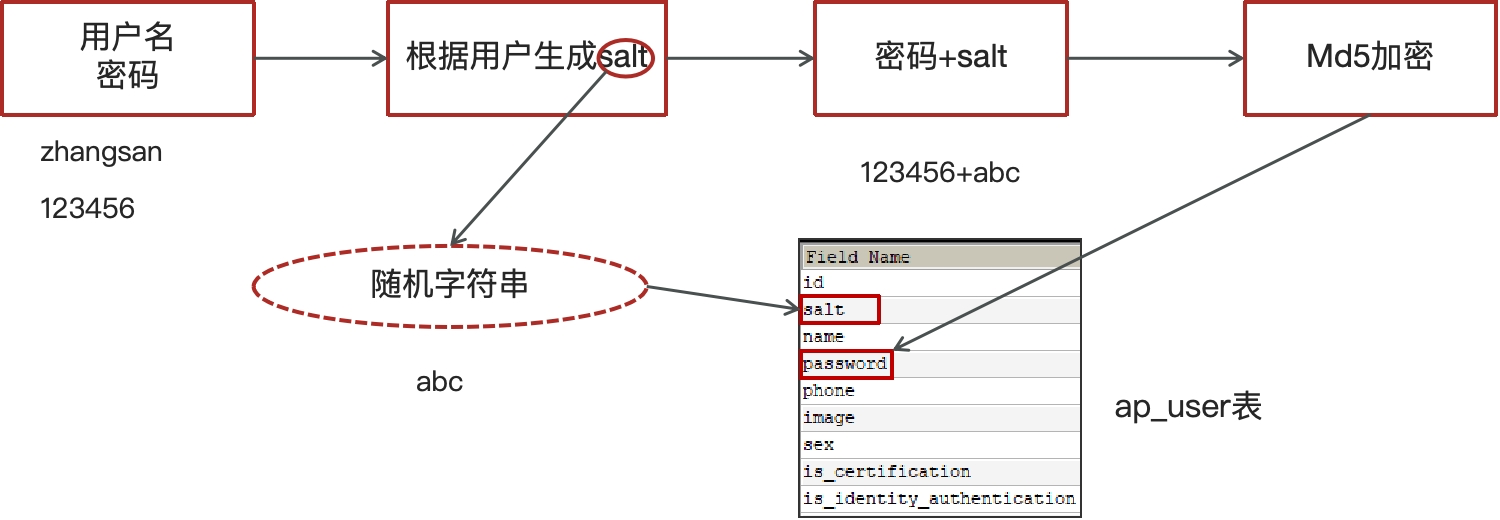 用户名
密码
根据用户生成salt
密码+salt
Md5加密
zhangsan
123456
123456+abc
随机字符串
abc
Field Name
id
salt
name
password
phone
image
sex
is_certification
is_identity_authentication
ap_user表